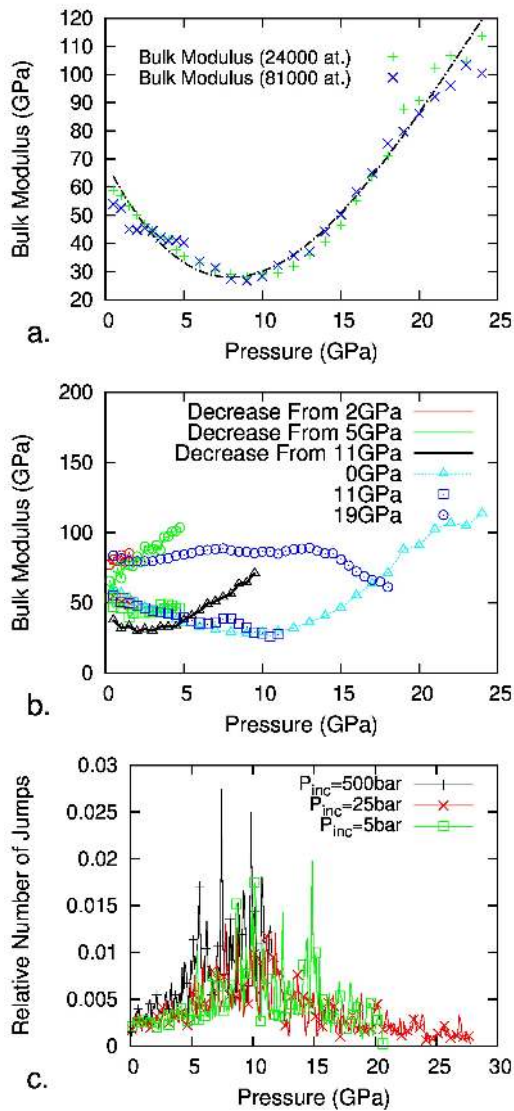 120
110
100
90
80
70
60
50
40
30
20
Bulk Modulus (GPa)
Bulk Modulus (24000 at.)
Bulk Modulus (81000 at.)
0 5 10 15 20 25
a.
Pressure (GPa)
200
150
100
50
0
Bulk Modulus (GPa)
Decrease From 2GPa
Decrease From 5GPa
Decrease From 11GPa
0GPa
11GPa
19GPa
0 5 10 15 20 25
b.
Pressure (GPa)
0.03
0.025
0.02
0.015
0.01
0.005
0
Relative Number of Jumps
Pinc=500bar
Pinc=25bar
Pinc=5bar
0 5 10 15 20 25 30
c.
Pressure (GPa)